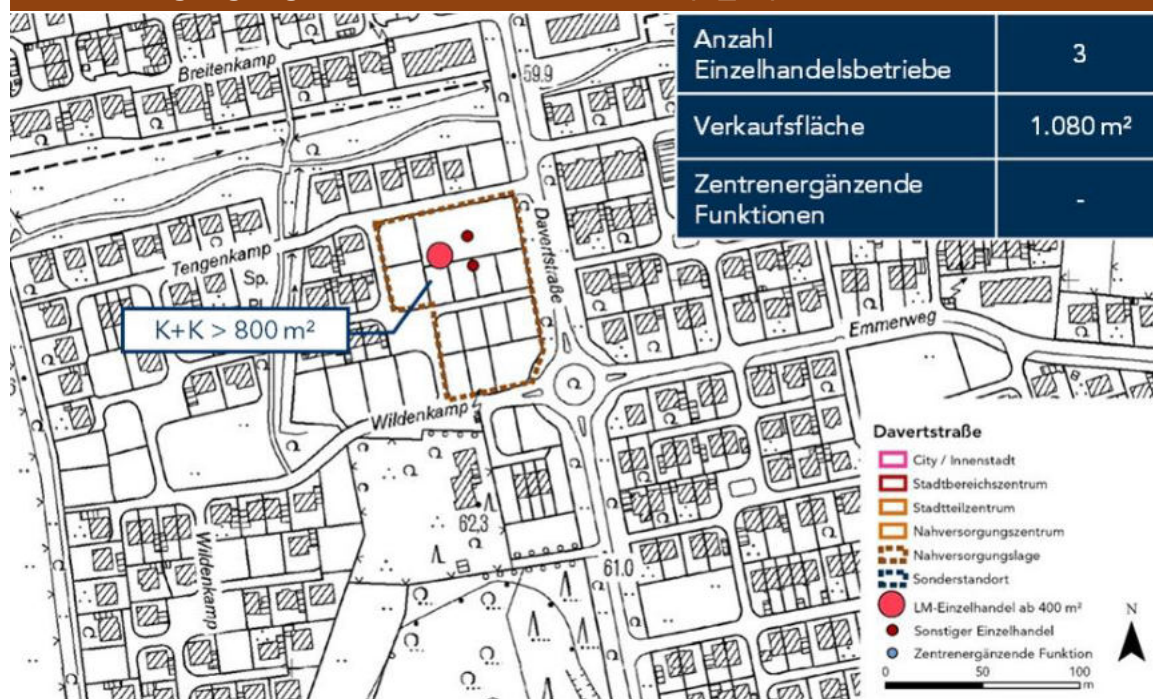 Anzahl
Einzelhandelsbetriebe
3
Verkaufsfläche
1.080 m²
Zentrenergänzende
Funktionen
-
Breitenkamp
59.9
Tengenkamp
Sp.
Pl.
Davertstraße
K+K > 800 m²
Emmerweg
Wildenkamp
Wildenkamp
62,3
61.0
Davertstraße
City / Innenstadt
Stadtbereichszentrum
Stadtteilzentrum
Nahversorgungszentrum
Nahversorgungslage
Sonderstandort
LM-Einzelhandel ab 400 m²
Sonstiger Einzelhandel
Zentrenergänzende Funktion
N
0 50 100
m